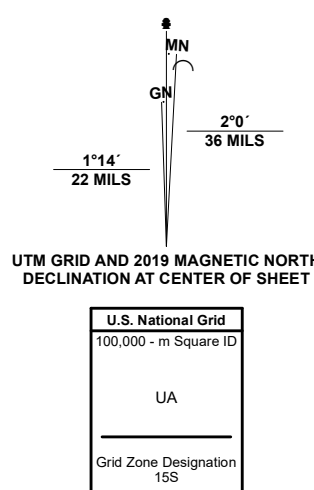 MN
GN
2°0´
36 MILS
1°14´
22 MILS
UTM GRID AND 2019 MAGNETIC NORTH
DECLINATION AT CENTER OF SHEET
U.S. National Grid
100,000 - m Square ID
UA
Grid Zone Designation
15S